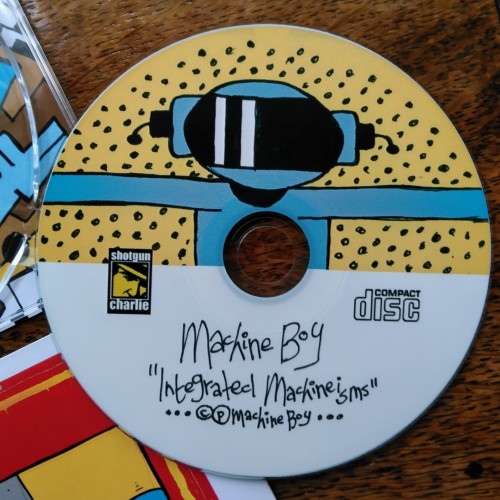 shotgun
charlie
COMPACT
disc
Machine Boy
"Integrated Machineisms"
...©℗Machine Boy...